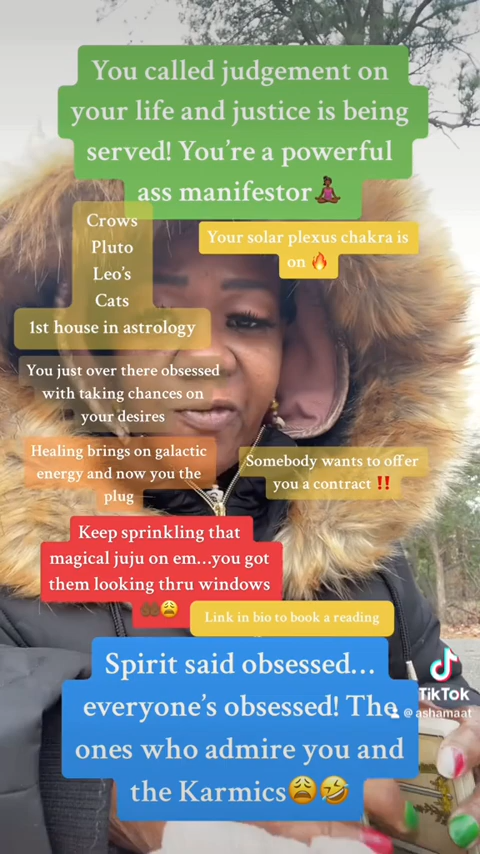 You called judgement on
your life and justice is being
served! You're a powerful
ass manifestor🧘🏾‍♀️
Crows
Pluto
Leo's
Cats
1st house in astrology
Your solar plexus chakra is
on 🔥
You just over there obsessed
with taking chances on
your desires
Healing brings on galactic
energy and now you the
plug
Somebody wants to offer
you a contract ‼️
Keep sprinkling that
magical juju on em...you got
them looking thru windows
Link in bio to book a reading
Spirit said obsessed...
everyone's obsessed! The
ones who admire you and
the Karmics😩🤣
TikTok
@ashamaat